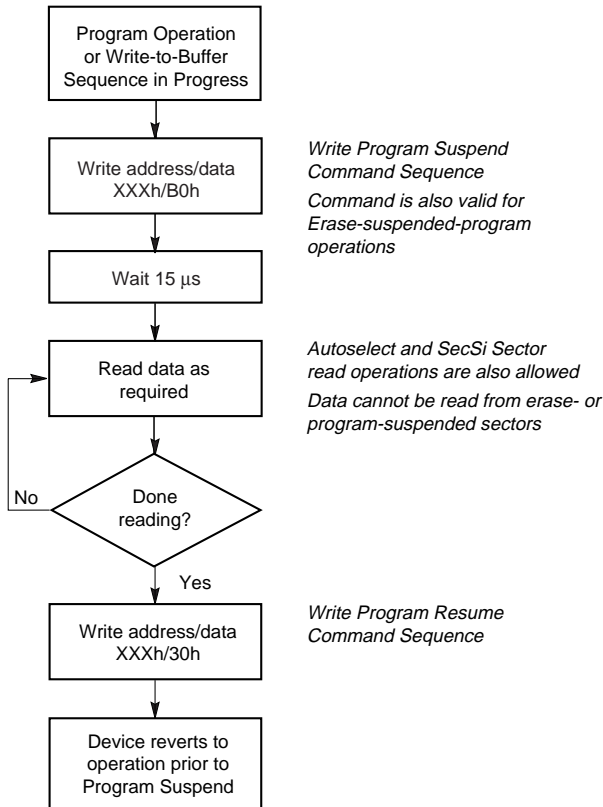 Program Operation
or Write-to-Buffer
Sequence in Progress
Write address/data
XXXh/B0h
Write Program Suspend
Command Sequence
Command is also valid for
Erase-suspended-program
operations
Wait 15 μs
Read data as
required
Autoselect and SecSi Sector
read operations are also allowed
Data cannot be read from erase- or
program-suspended sectors
No
Done
reading?
Yes
Write address/data
XXXh/30h
Write Program Resume
Command Sequence
Device reverts to
operation prior to
Program Suspend